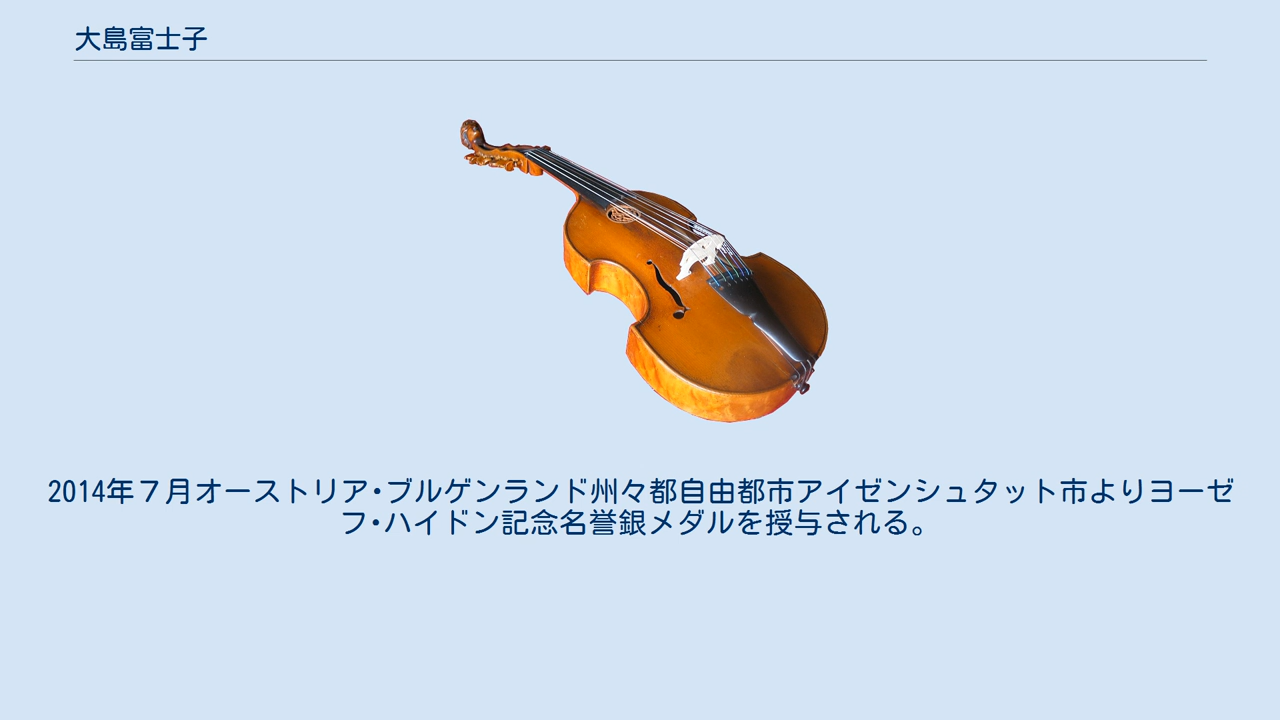 大島富士子
2014年７月オーストリア・ブルゲンランド州々都自由都市アイゼンシュタット市よりヨーゼ
フ・ハイドン記念名誉銀メダルを授与される。